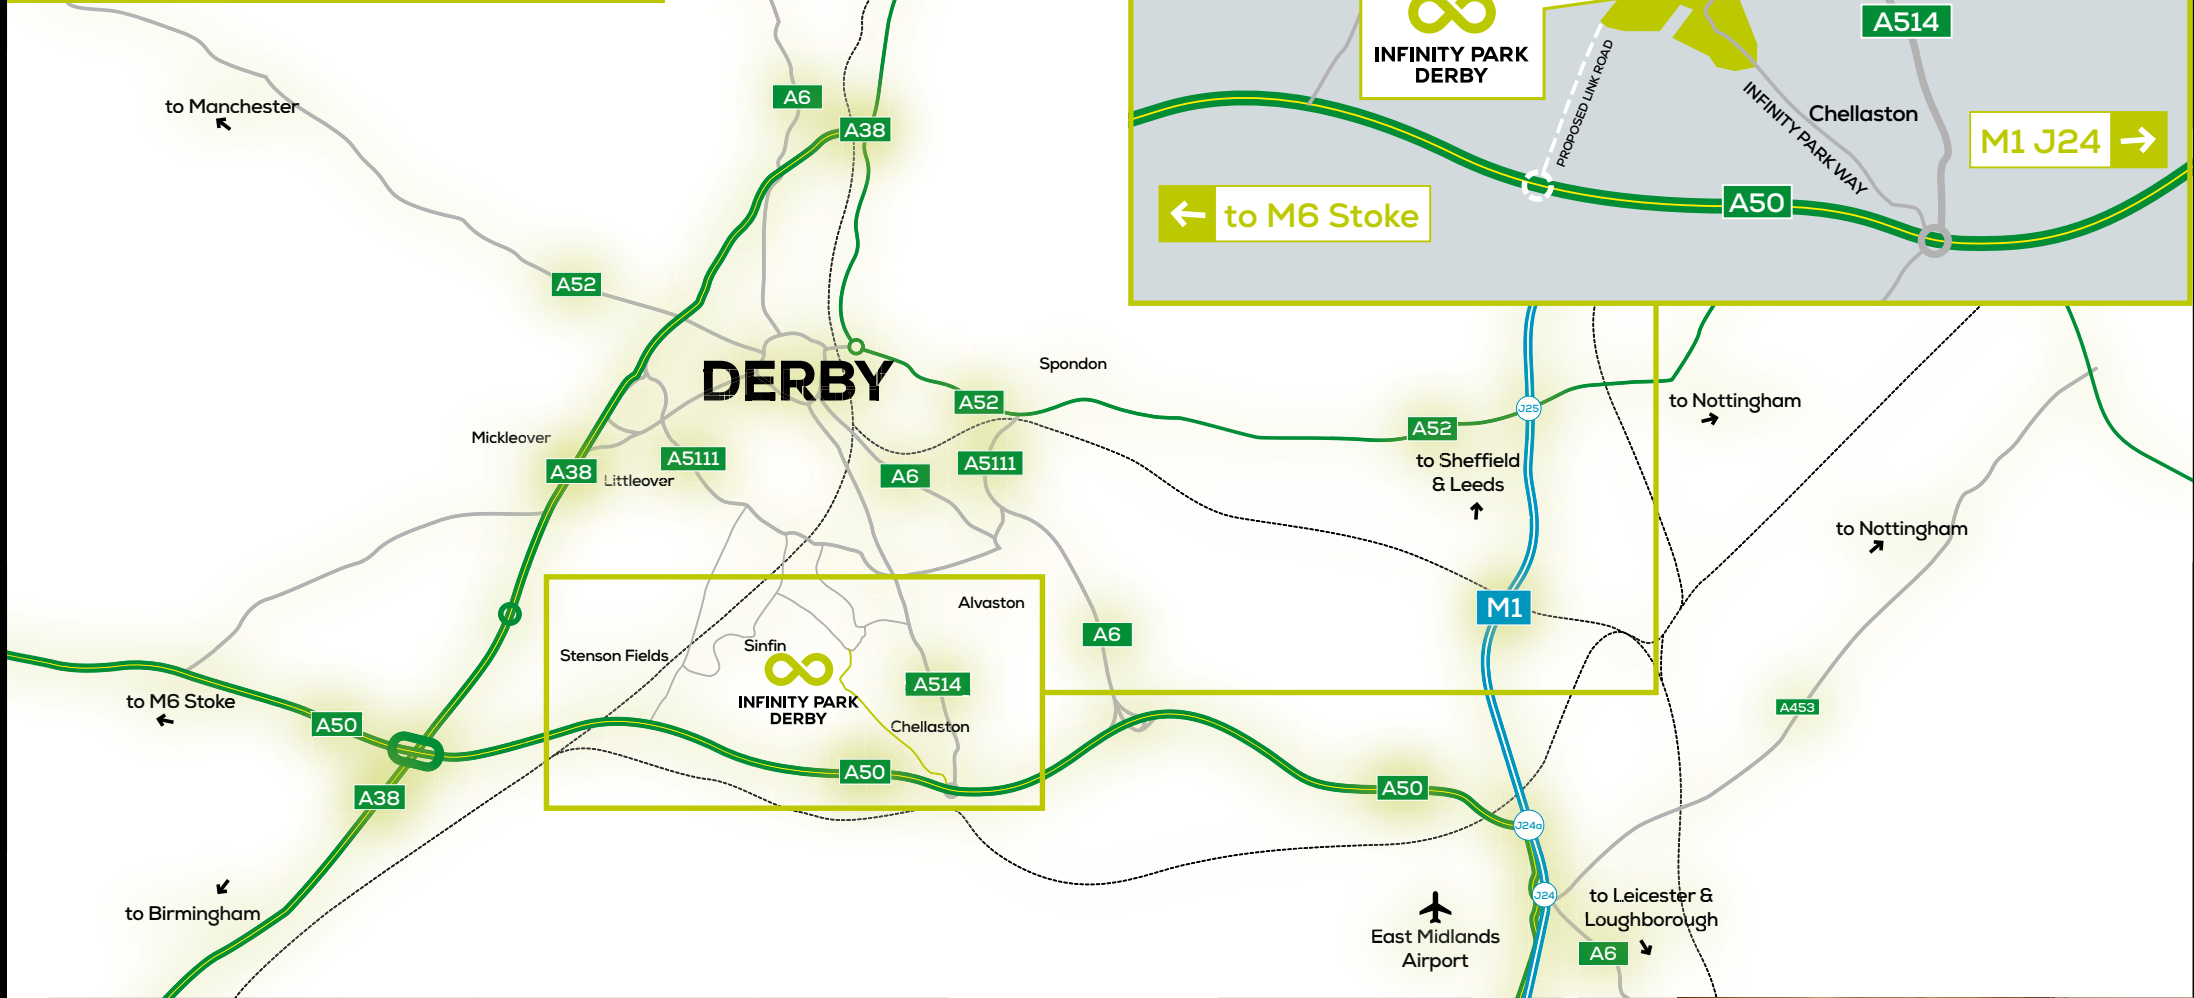 A514
INFINITY PARK
DERBY
PROPOSED LINK ROAD
INFINITY PARK WAY
Chellaston
M1 J24
A50
to M6 Stoke
to Manchester
A6
A38
A52
DERBY
Spondon
A52
A52
J25
to Nottingham
Mickleover
A38
Littleover
A5111
A6
A5111
to Sheffield
& Leeds
to Nottingham
M1
Alvaston
A6
Sinfin
Stenson Fields
INFINITY PARK
DERBY
A514
Chellaston
A453
to M6 Stoke
A50
A50
A50
A38
J24a
J24
to Birmingham
East Midlands
Airport
to Leicester &
Loughborough
A6